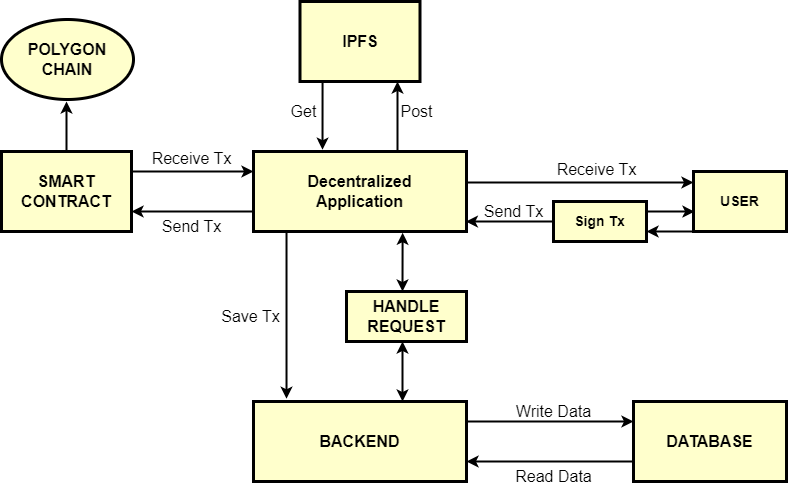 IPFS
POLYGON
CHAIN
Get
Post
Receive Tx
Receive Tx
SMART
CONTRACT
Decentralized
Application
USER
Send Tx
Send Tx
Sign Tx
HANDLE
REQUEST
Save Tx
Write Data
BACKEND
DATABASE
Read Data